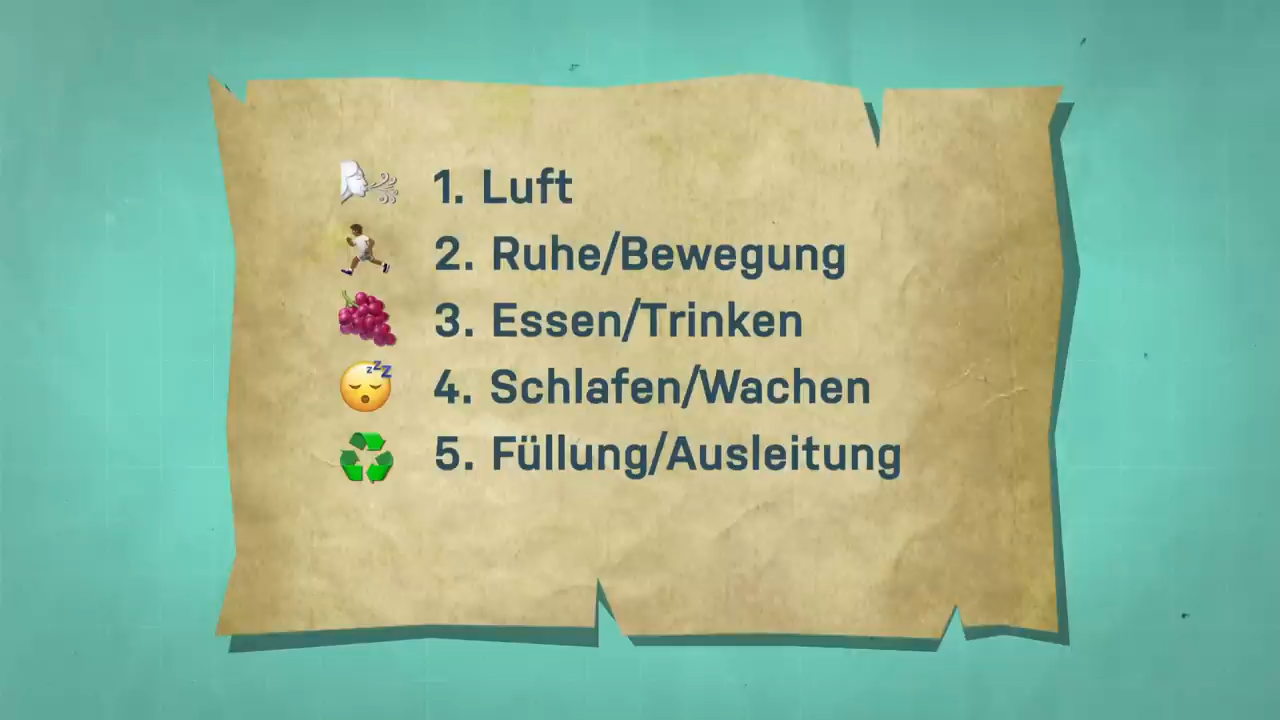 1. Luft
2. Ruhe/Bewegung
3. Essen/Trinken
4. Schlafen/Wachen
5. Füllung/Ausleitung